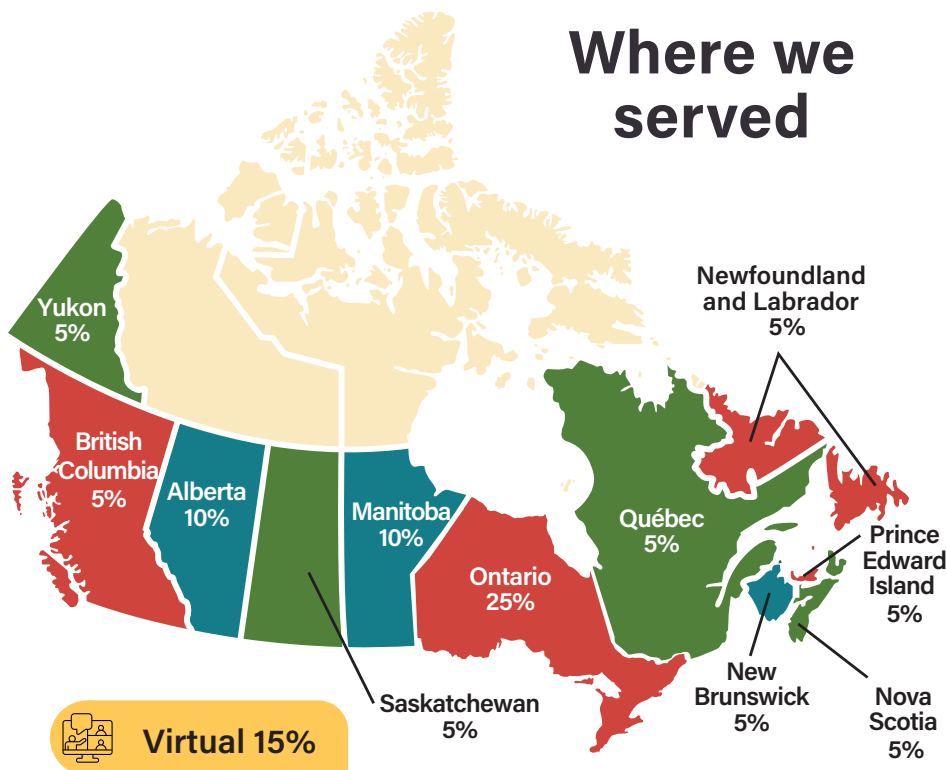 Where we
served
Newfoundland
and Labrador
5%
Yukon
5%
British
Columbia
5%
Alberta
10%
Manitoba
10%
Ontario
25%
Québec
5%
Prince
Edward
Island
5%
Saskatchewan
5%
New
Brunswick
5%
Nova
Scotia
5%
Virtual 15%